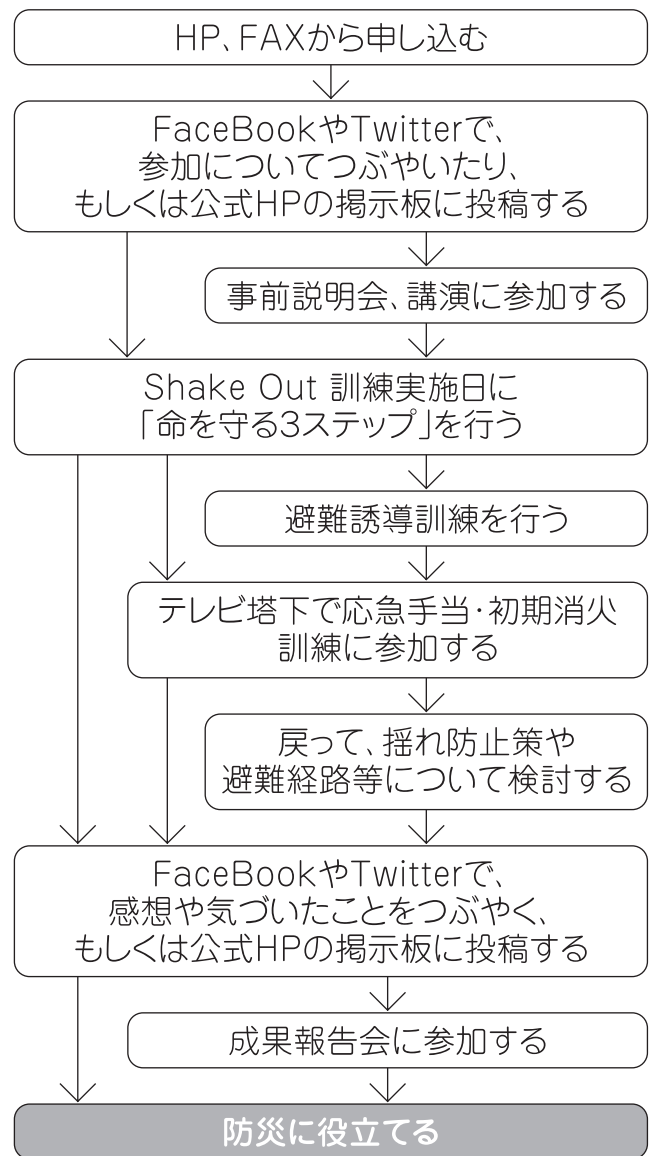 HP、FAXから申し込む
FaceBookやTwitterで、
参加についてつぶやいたり、
もしくは公式HPの掲示板に投稿する
事前説明会、講演に参加する
Shake Out 訓練実施日に
「命を守る3ステップ」を行う
避難誘導訓練を行う
テレビ塔下で応急手当・初期消火
訓練に参加する
戻って、揺れ防止策や
避難経路等について検討する
FaceBookやTwitterで、
感想や気づいたことをつぶやく、
もしくは公式HPの掲示板に投稿する
成果報告会に参加する
防災に役立てる